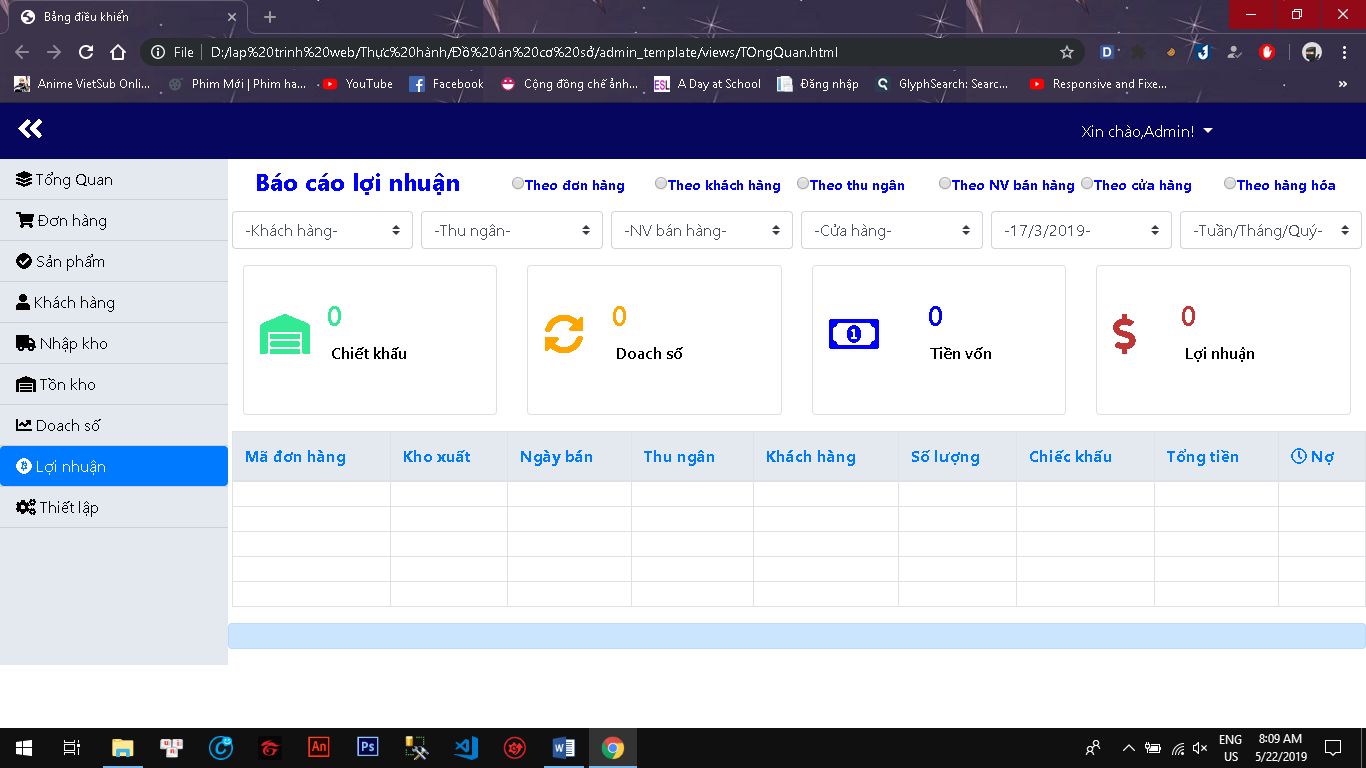 Bảng điều khiển
File D:/lap%20trinh%20web/Thực%20hành/Đồ%20án%20cơ%20sở/admin_template/views/TOngQuan.html
Anime VietSub Onli... Phim Mới | Phim ha... YouTube Facebook Cộng đồng chế ảnh... ESL A Day at School Đăng nhập GlyphSearch: Searc... Responsive and Fixe... »
Xin chào,Admin!
Tổng Quan
Đơn hàng
Sản phẩm
Khách hàng
Nhập kho
Tồn kho
Doach số
Lợi nhuận
Thiết lập
Báo cáo lợi nhuận Theo đơn hàng Theo khách hàng Theo thu ngân Theo NV bán hàng Theo cửa hàng Theo hàng hóa
-Khách hàng- -Thu ngân- -NV bán hàng- -Cửa hàng- -17/3/2019- -Tuần/Tháng/Quý-
0 0 0 0
Chiết khấu Doach số Tiền vốn Lợi nhuận
Mã đơn hàng Kho xuất Ngày bán Thu ngân Khách hàng Số lượng Chiếc khấu Tổng tiền Nợ
An Ps
ENG 8:09 AM
US 5/22/2019